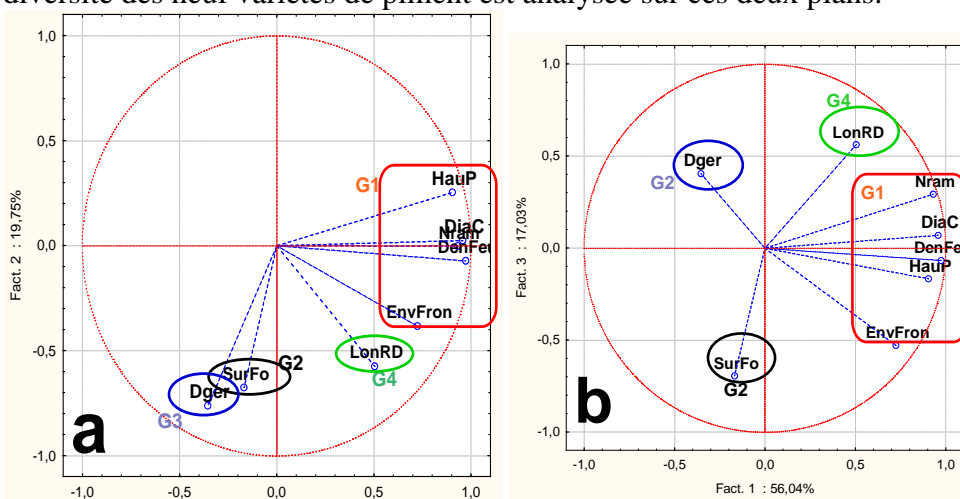 diversité des neuf variétés de piment est analysée sur ces deux plans.
1,0
0,5
0,0
-0,5
-1,0
Fact. 2 : 19,75%
G1
HauP
DiaC
Nram
DenFeu
EnvFron
LonRD
G4
G2
SurFo
Dger
G3
a
-1,0 -0,5 0,0 0,5 1,0
1,0
0,5
0,0
-0,5
-1,0
Fact. 3 : 17,03%
G4
LonRD
Dger
G2
G1
Nram
DiaC
DenFe
HauP
EnvFron
SurFo
G2
b
-1,0 -0,5 0,0 0,5 1,0
Fact. 1 : 56,04%